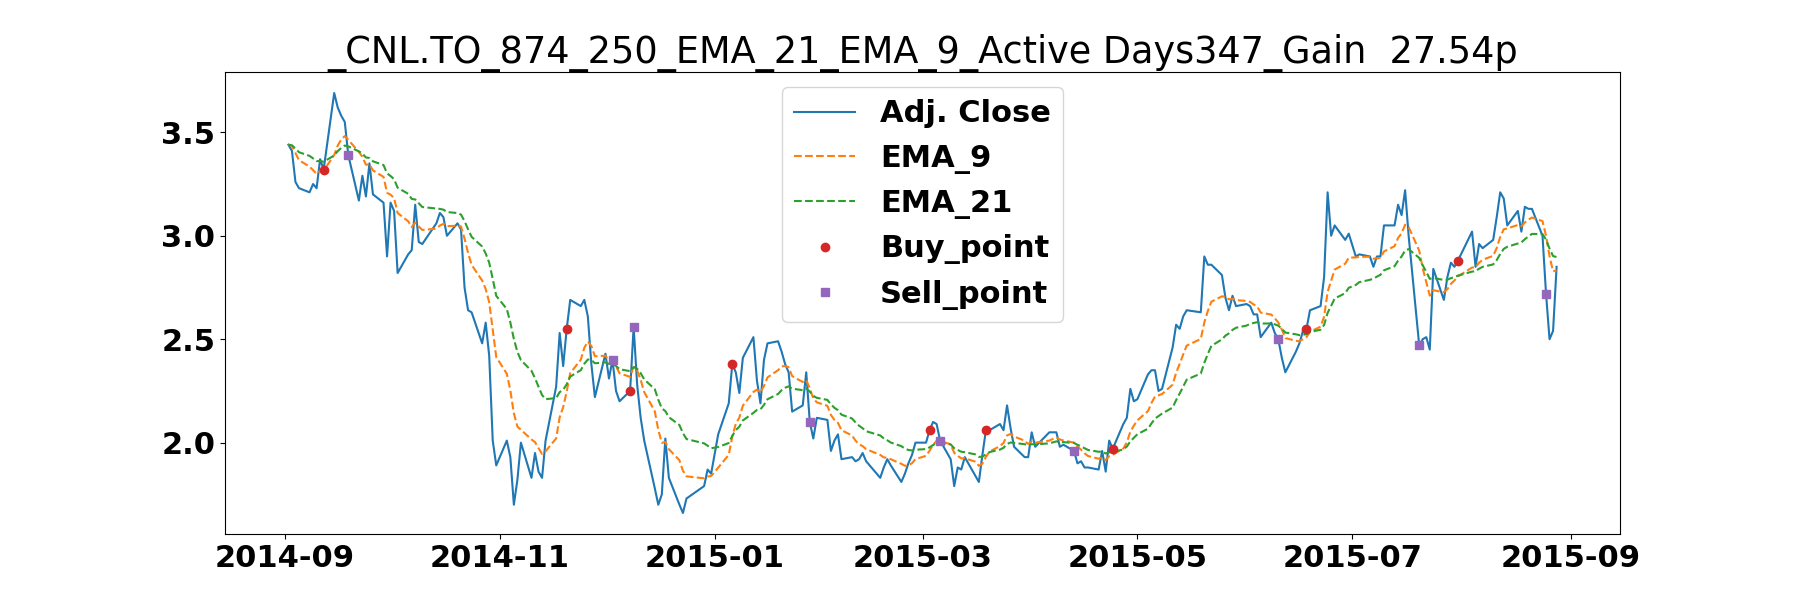 _CNL.TO_874_250_EMA_21_EMA_9_Active Days347_Gain  27.54p
3.5
3.0
2.5
2.0
Adj. Close
EMA_9
EMA_21
Buy_point
Sell_point
2014-09 2014-11 2015-01 2015-03 2015-05 2015-07 2015-09